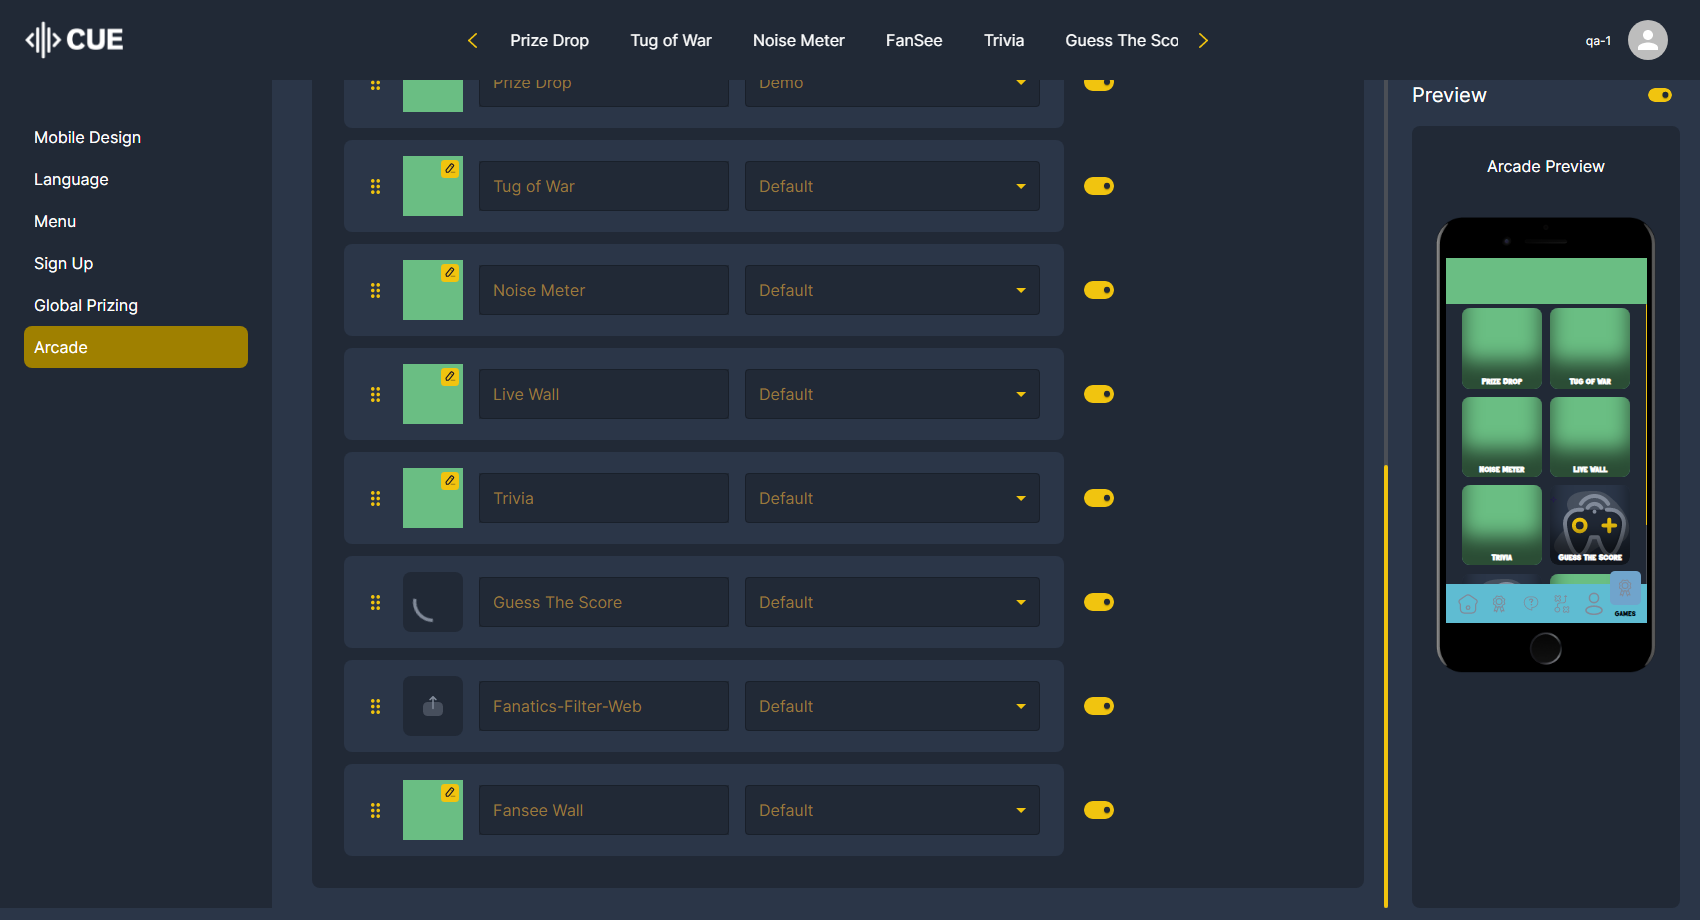 CUE
Prize Drop
Tug of War
Noise Meter
FanSee
Trivia
Guess The Sco
qa-1
Mobile Design
Language
Menu
Sign Up
Global Prizing
Arcade
Prize Drop
Demo
Tug of War
Default
Noise Meter
Default
Live Wall
Default
Trivia
Default
Guess The Score
Default
Fanatics-Filter-Web
Default
Fansee Wall
Default
Preview
Arcade Preview
Prize Drop
Tug of War
Noise Meter
Live Wall
Trivia
Guess The Score
GAMES